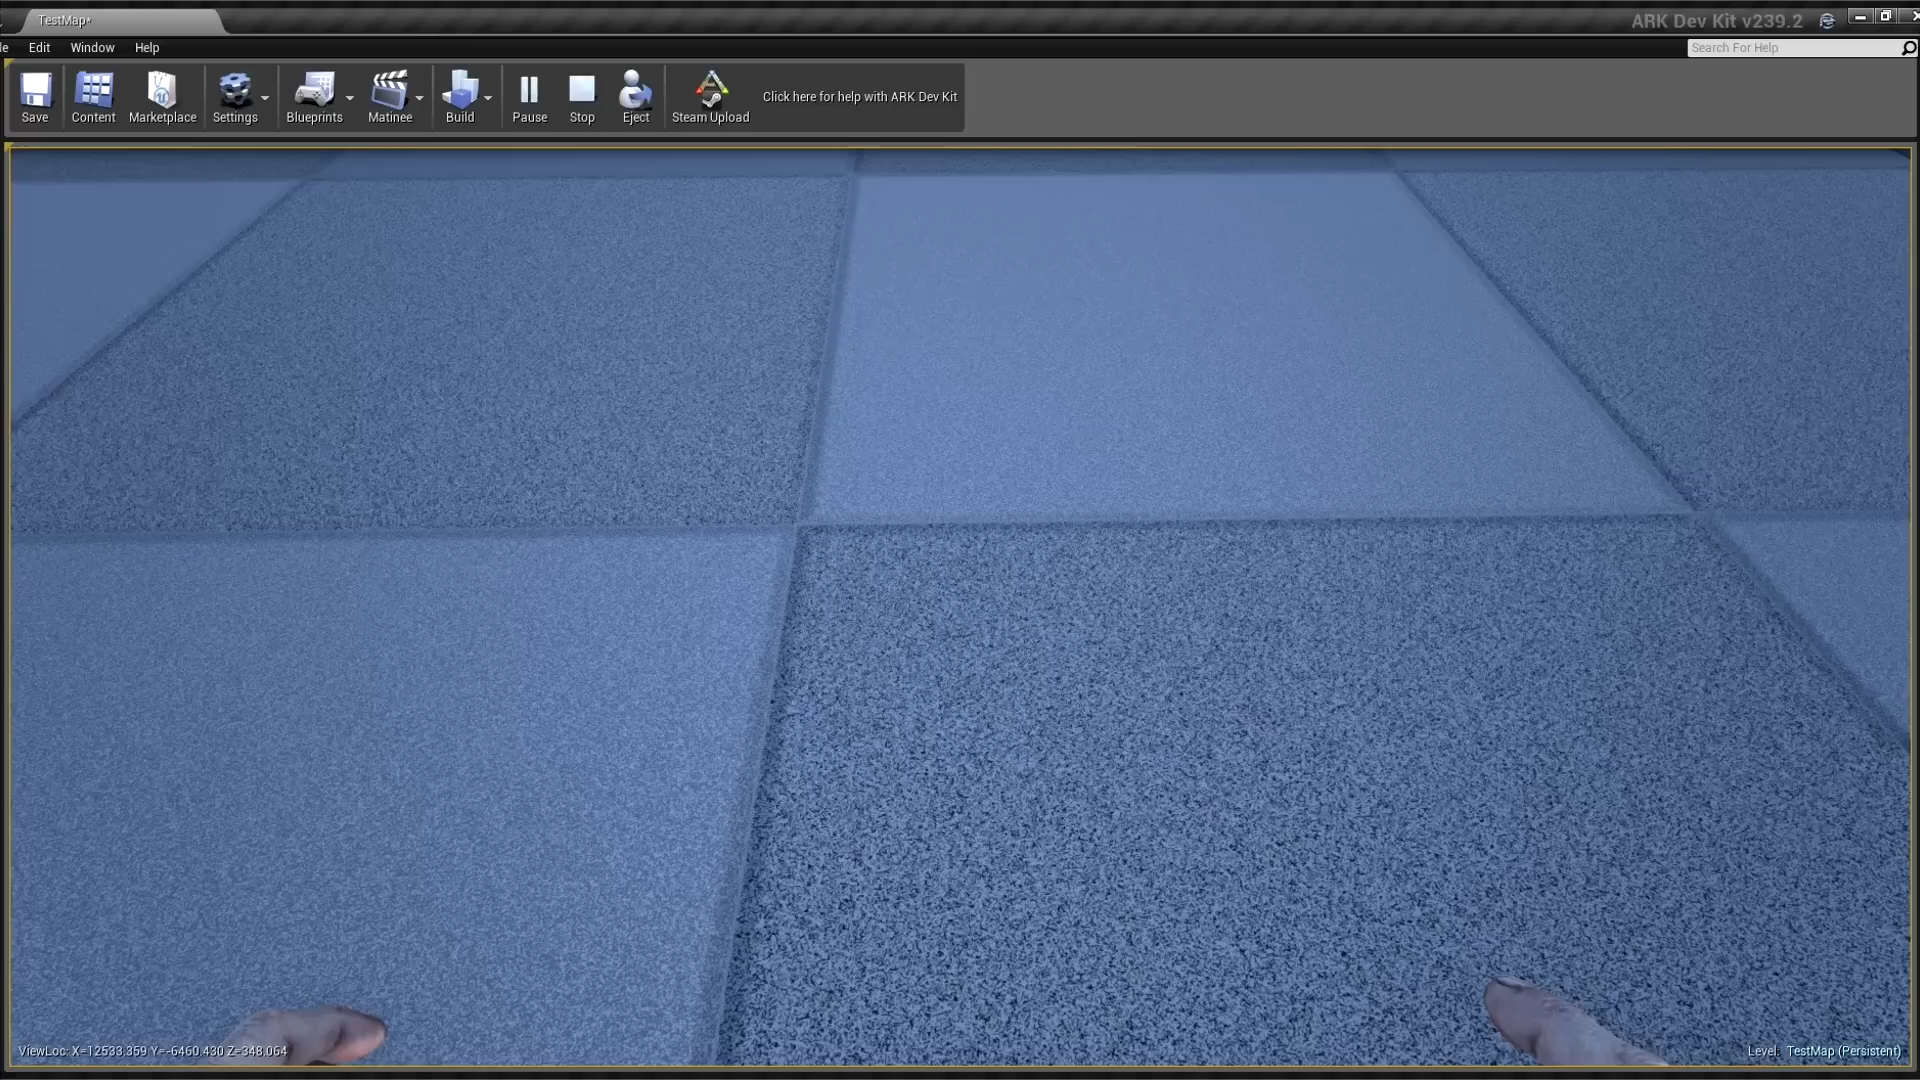 TestMap*
ARK Dev Kit v239.2
le Edit Window Help
Search For Help
Save Content Marketplace Settings Blueprints Matinee Build Pause Stop Eject Steam Upload
Click here for help with ARK Dev Kit
ViewLoc: X=12533.359 Y=-6460.430 Z=348.064
Level: TestMap (Persistent)